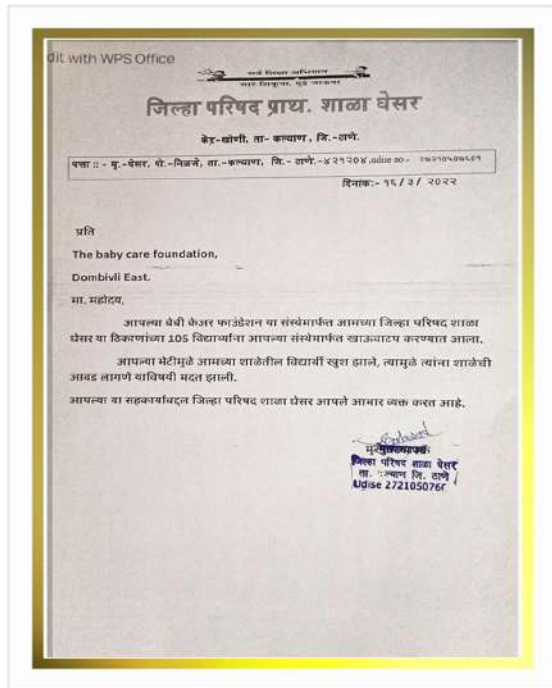 dit with WPS Office
सर्व शिक्षा अभियान
सारे शिकूया, पुढे जाऊया
जिल्हा परिषद प्राथ. शाळा घेसर
केंद्र-खोणी, ता- कल्याण , जि.-ठाणे.
पत्ता :: - मु.-घेसर, पो.-निळजे, ता.-कल्याण, जि.- ठाणे.-४२१२०४,udise no -
दिनांक:- १६/३/ २०२२
प्रति
The baby care foundation,
Dombivli East.
मा. महोदय,
आपल्या बेबी केअर फाउंडेशन या संस्थेमार्फत आमच्या जिल्हा परिषद शाळा
घेसर या ठिकाणांच्या 105 विद्यार्थ्यांना आपल्या संस्थेमार्फत खाऊवाटप करण्यात आला.
आपल्या भेटीमुळे आमच्या शाळेतील विद्यार्थी खुश झाले, त्यामुळे त्यांना शाळेची
आवड लागणे याविषयी मदत झाली.
आपल्या या सहकार्याबद्दल जिल्हा परिषद शाळा घेसर आपले आभार व्यक्त करत आहे.
जिल्हा परिषद शाळा घेसर
ता. कल्याण जि. ठाणे
Udise 272105076